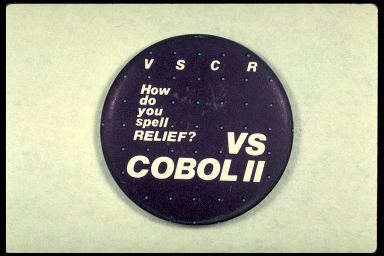 V S C R
How
do
you
spell
RELIEF?
VS
COBOL II